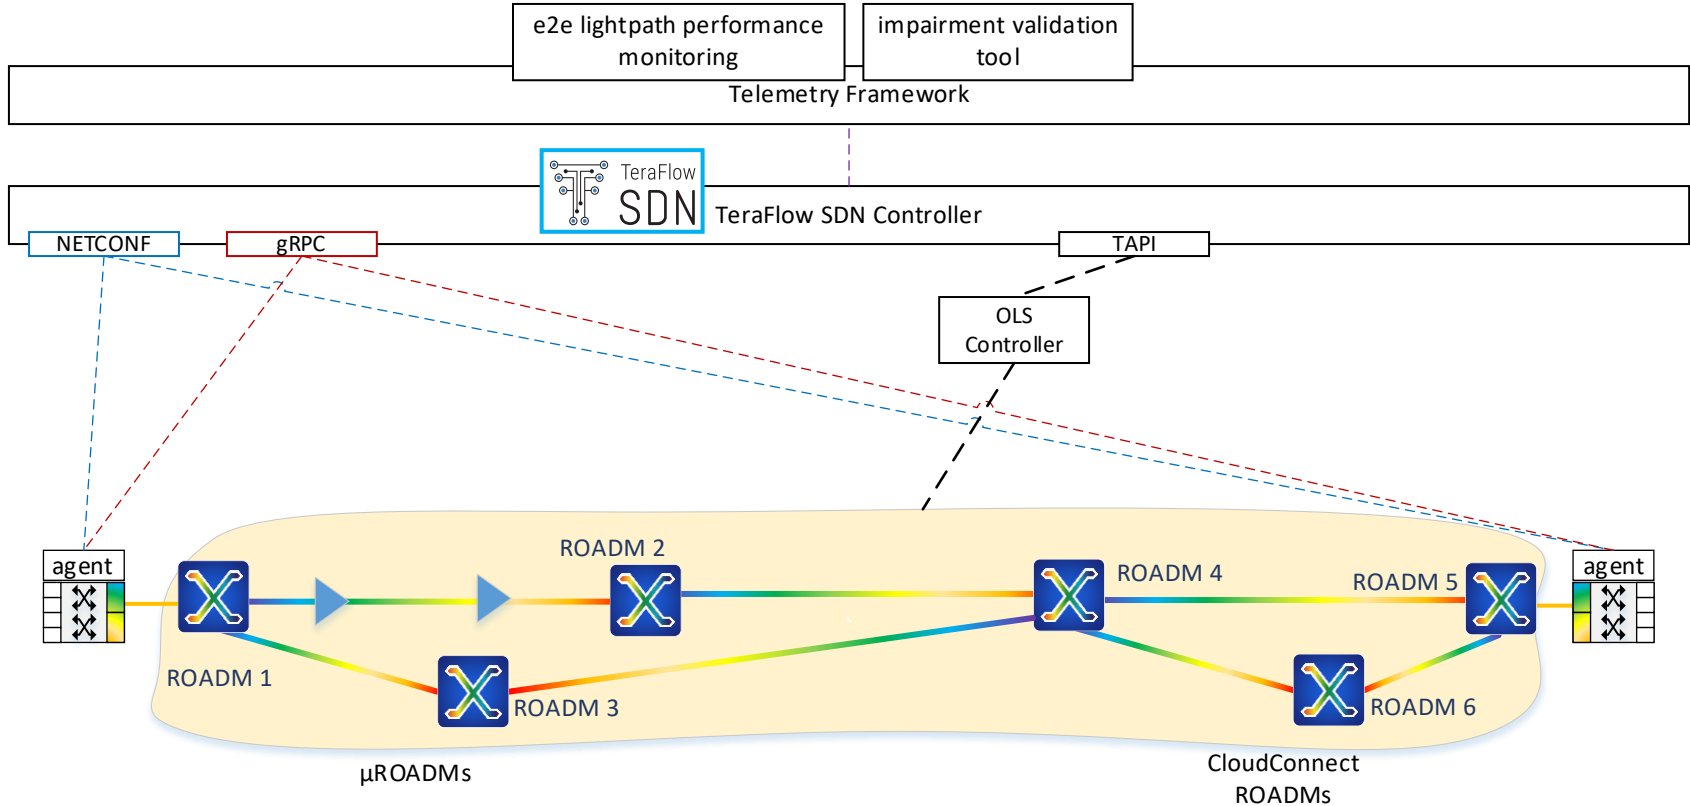 e2e lightpath performance
monitoring
impairment validation
tool
Telemetry Framework
TeraFlow
SDN
TeraFlow SDN Controller
NETCONF
gRPC
TAPI
OLS
Controller
agent
ROADM 2
ROADM 4
ROADM 5
agent
ROADM 1
ROADM 3
ROADM 6
µROADMs
CloudConnect
ROADMs